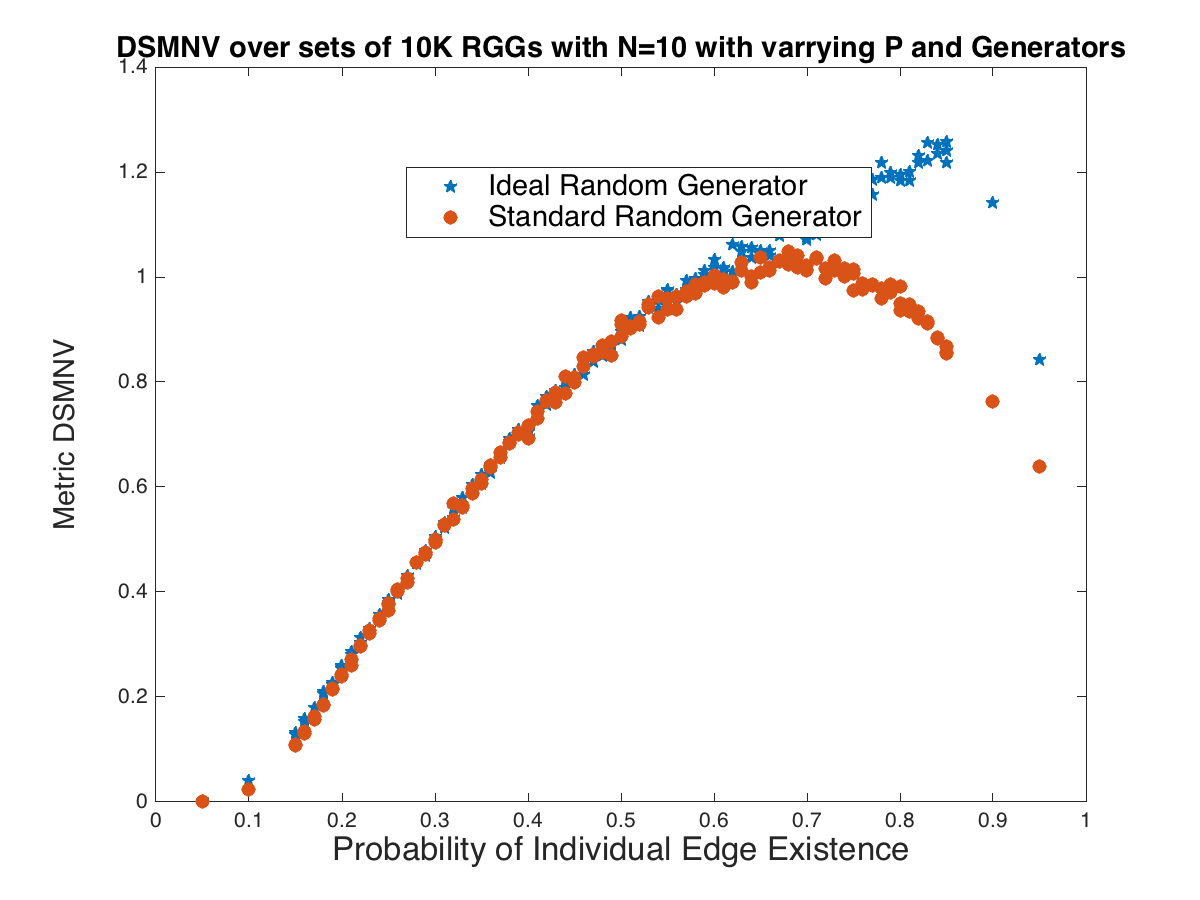 DSMNV over sets of 10K RGGs with N=10 with varrying P and Generators
1.4
1.2
1
0.8
0.6
0.4
0.2
0
Metric DSMNV
Ideal Random Generator
Standard Random Generator
0 0.1 0.2 0.3 0.4 0.5 0.6 0.7 0.8 0.9 1
Probability of Individual Edge Existence